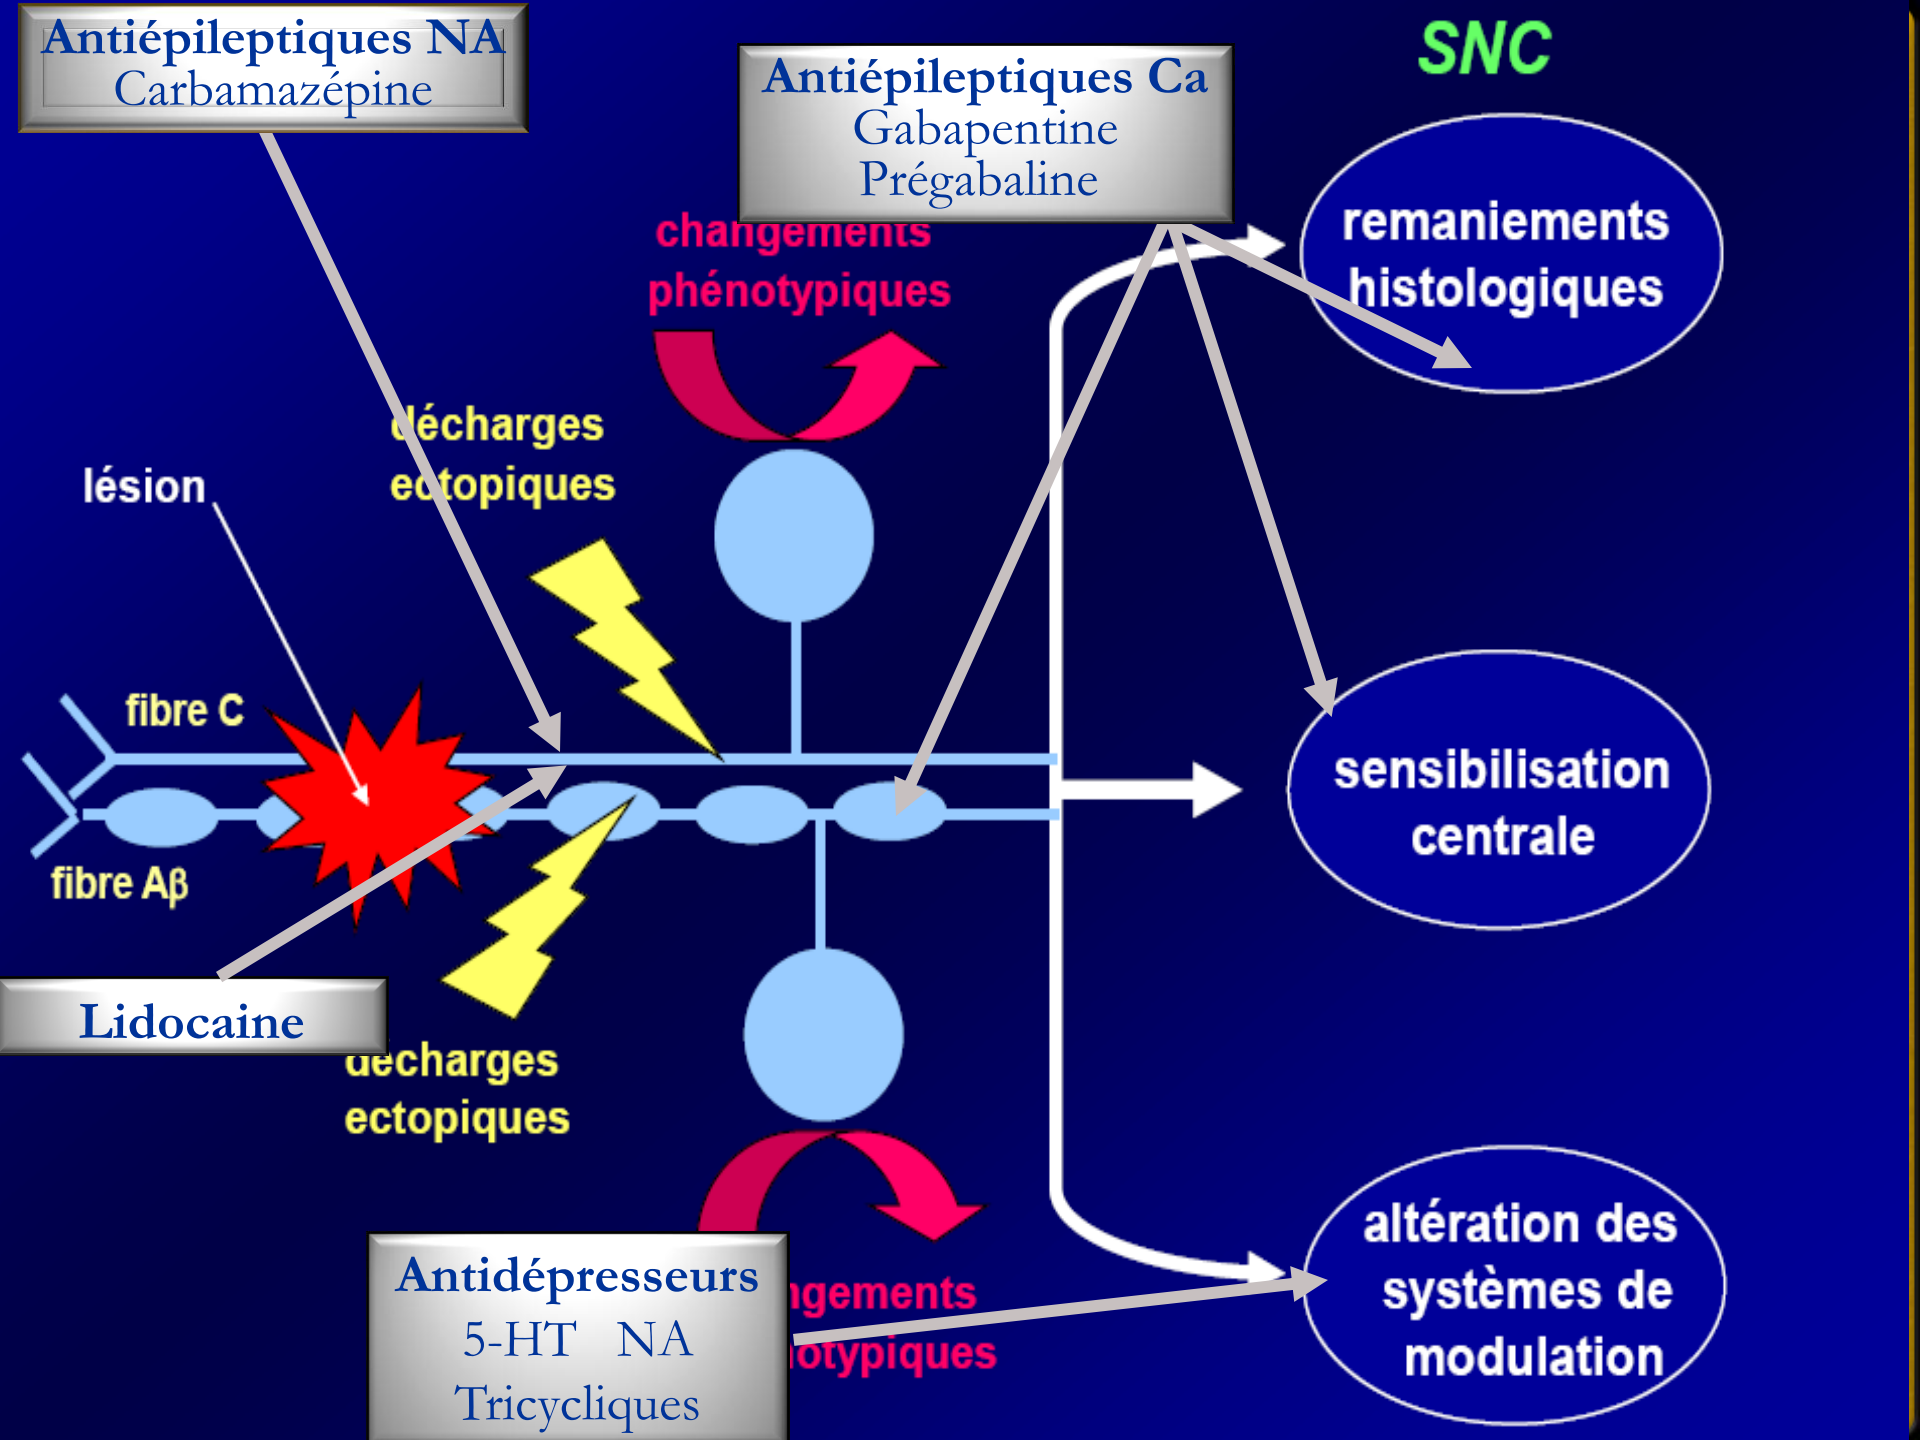 Antiépileptiques NA
Carbamazépine
Antiépileptiques Ca
Gabapentine
Prégabaline
SNC
changements
phénotypiques
remaniements
histologiques
décharges
ectopiques
lésion
fibre C
sensibilisation
centrale
fibre Aβ
Lidocaine
décharges
ectopiques
Antidépresseurs
5-HT NA
Tricycliques
altération des
systèmes de
modulation